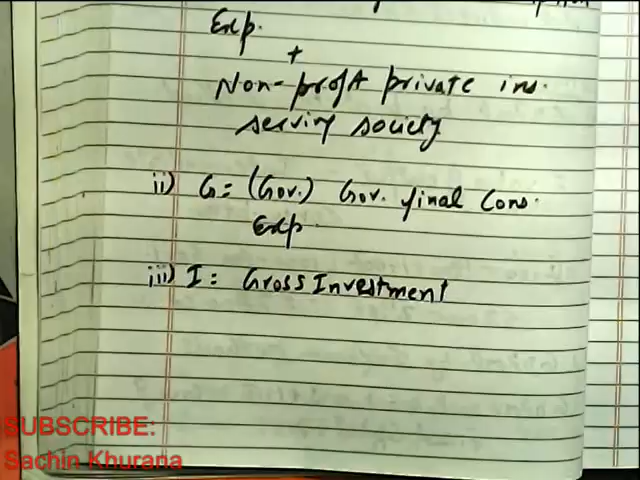 Exp.
+
Non-profit private ins.
serving society
ii) G = (Gov.) Gov. final Cons.
Exp.
iii) I : Gross Investment
SUBSCRIBE:
Sachin Khurana